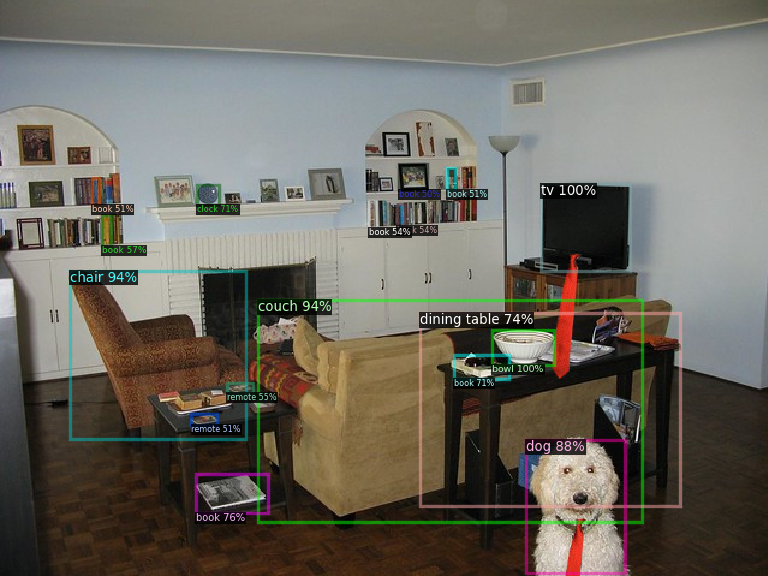 tv 100%
book 50%
book 51%
book 51%
clock 71%
book 54%
k 54%
book 57%
chair 94%
couch 94%
dining table 74%
bowl 100%
book 71%
remote 55%
remote 51%
dog 88%
book 76%